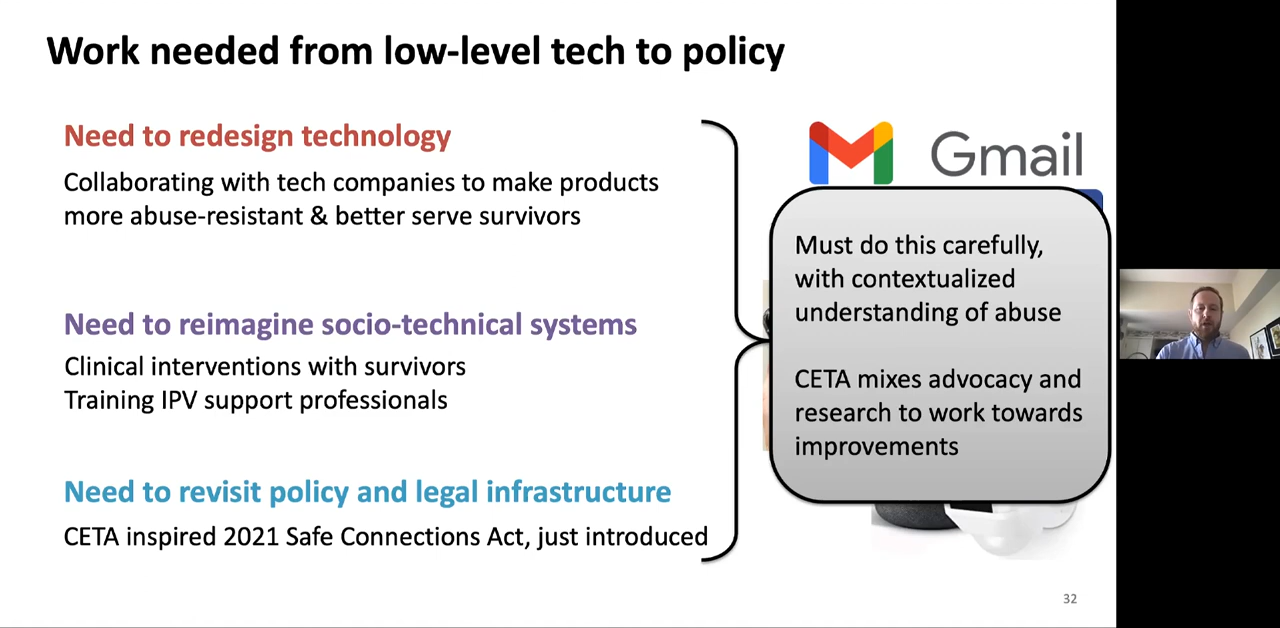 Work needed from low-level tech to policy
Need to redesign technology
Collaborating with tech companies to make products
more abuse-resistant & better serve survivors
Need to reimagine socio-technical systems
Clinical interventions with survivors
Training IPV support professionals
Need to revisit policy and legal infrastructure
CETA inspired 2021 Safe Connections Act, just introduced
Gmail
Must do this carefully,
with contextualized
understanding of abuse
CETA mixes advocacy and
research to work towards
improvements
32